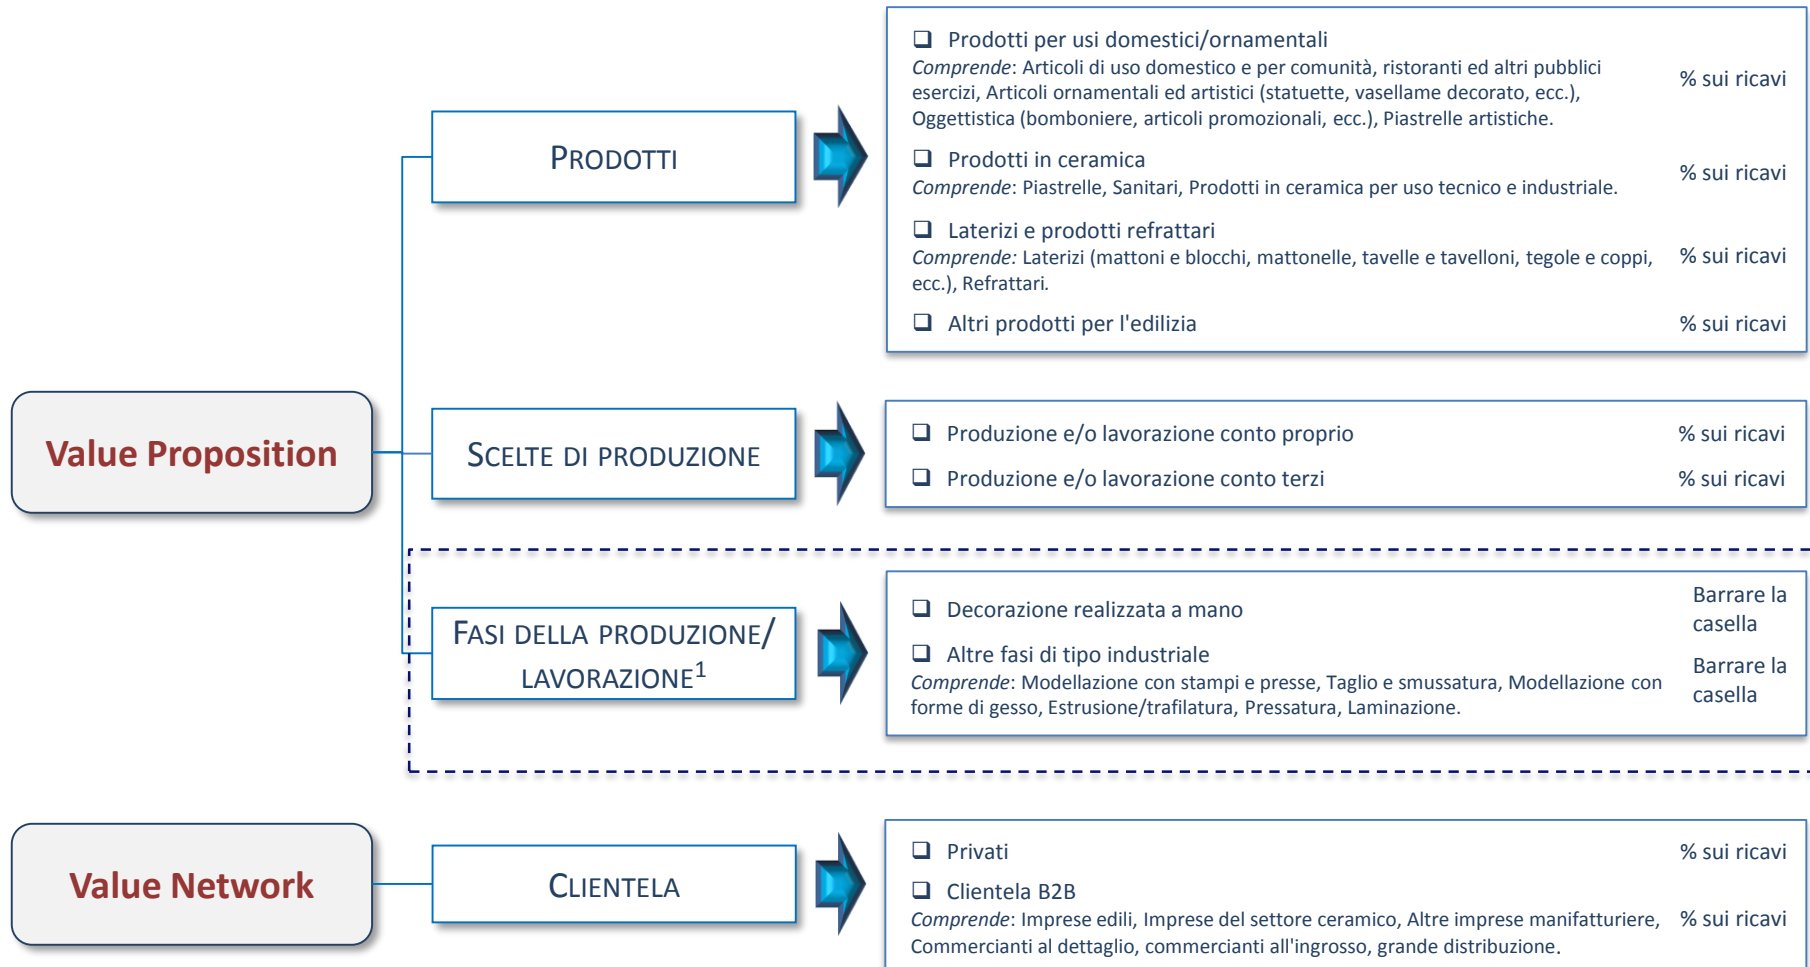 Value Proposition
PRODOTTI
❑ Prodotti per usi domestici/ornamentali
Comprende: Articoli di uso domestico e per comunità, ristoranti ed altri pubblici
esercizi, Articoli ornamentali ed artistici (statuette, vasellame decorato, ecc.),
Oggettistica (bomboniere, articoli promozionali, ecc.), Piastrelle artistiche.
% sui ricavi
❑ Prodotti in ceramica
Comprende: Piastrelle, Sanitari, Prodotti in ceramica per uso tecnico e industriale.
% sui ricavi
❑ Laterizi e prodotti refrattari
Comprende: Laterizi (mattoni e blocchi, mattonelle, tavelle e tavelloni, tegole e coppi,
ecc.), Refrattari.
% sui ricavi
❑ Altri prodotti per l'edilizia % sui ricavi
SCELTE DI PRODUZIONE
❑ Produzione e/o lavorazione conto proprio % sui ricavi
❑ Produzione e/o lavorazione conto terzi % sui ricavi
FASI DELLA PRODUZIONE/
LAVORAZIONE¹
❑ Decorazione realizzata a mano
Barrare la
casella
❑ Altre fasi di tipo industriale
Comprende: Modellazione con stampi e presse, Taglio e smussatura, Modellazione con
forme di gesso, Estrusione/trafilatura, Pressatura, Laminazione.
Barrare la
casella
Value Network
CLIENTELA
❑ Privati % sui ricavi
❑ Clientela B2B
Comprende: Imprese edili, Imprese del settore ceramico, Altre imprese manifatturiere,
Commercianti al dettaglio, commercianti all'ingrosso, grande distribuzione.
% sui ricavi